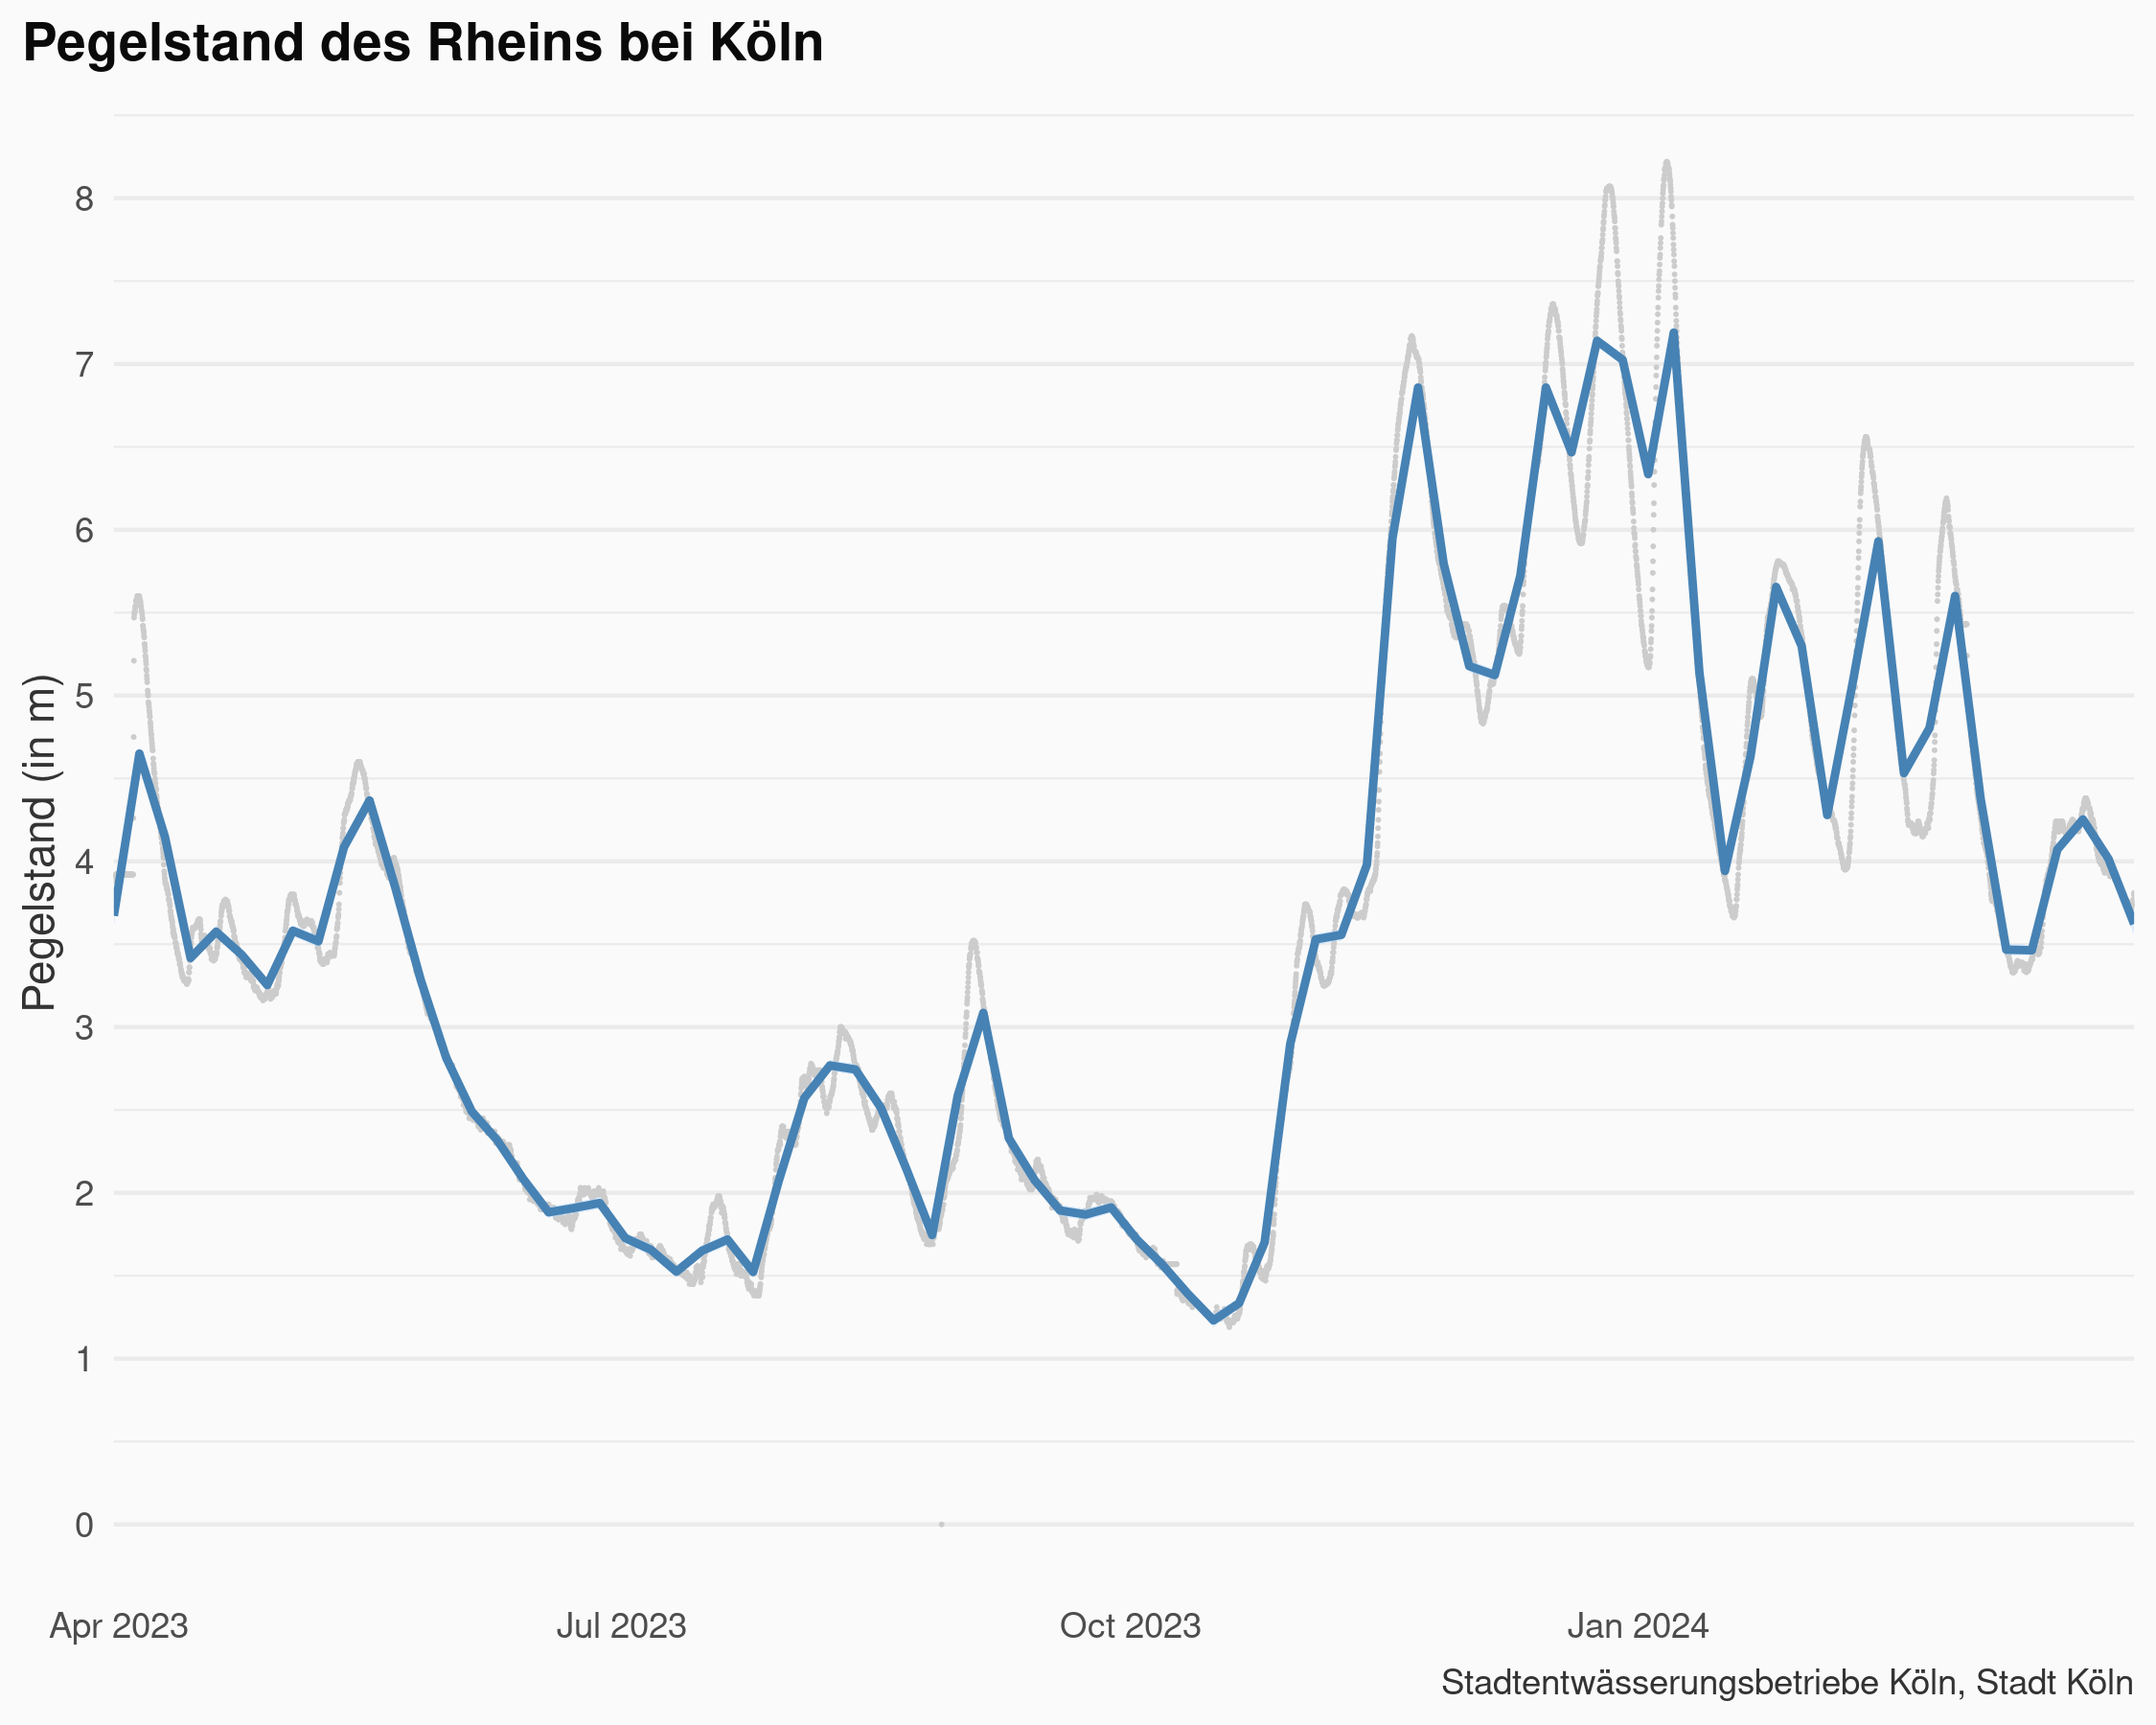 Pegelstand des Rheins bei Köln
Pegelstand (in m)
8
7
6
5
4
3
2
1
0
Apr 2023 Jul 2023 Oct 2023 Jan 2024
Stadtentwässerungsbetriebe Köln, Stadt Köln